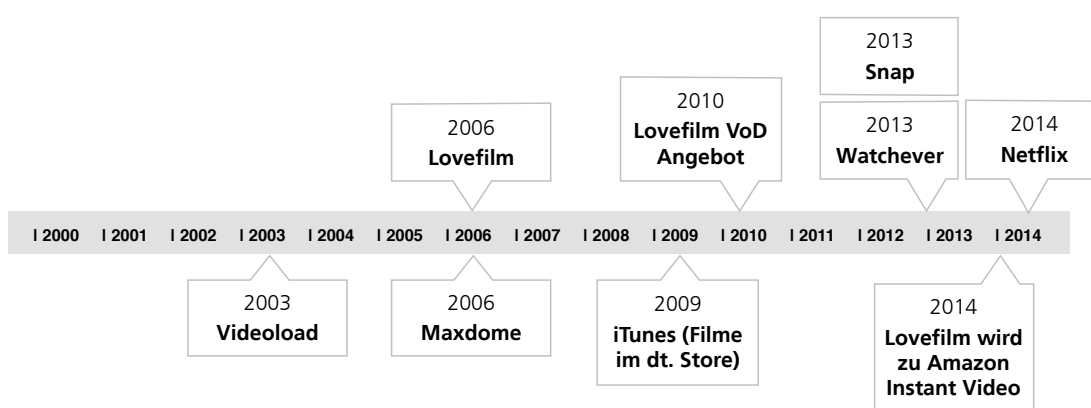 2013
Snap
2006
Lovefilm
2010
Lovefilm VoD
Angebot
2013
Watchever
2014
Netflix
I 2000 I 2001 I 2002 I 2003 I 2004 I 2005 I 2006 I 2007 I 2008 I 2009 I 2010 I 2011 I 2012 I 2013 I 2014
2003
Videoload
2006
Maxdome
2009
iTunes (Filme
im dt. Store)
2014
Lovefilm wird
zu Amazon
Instant Video